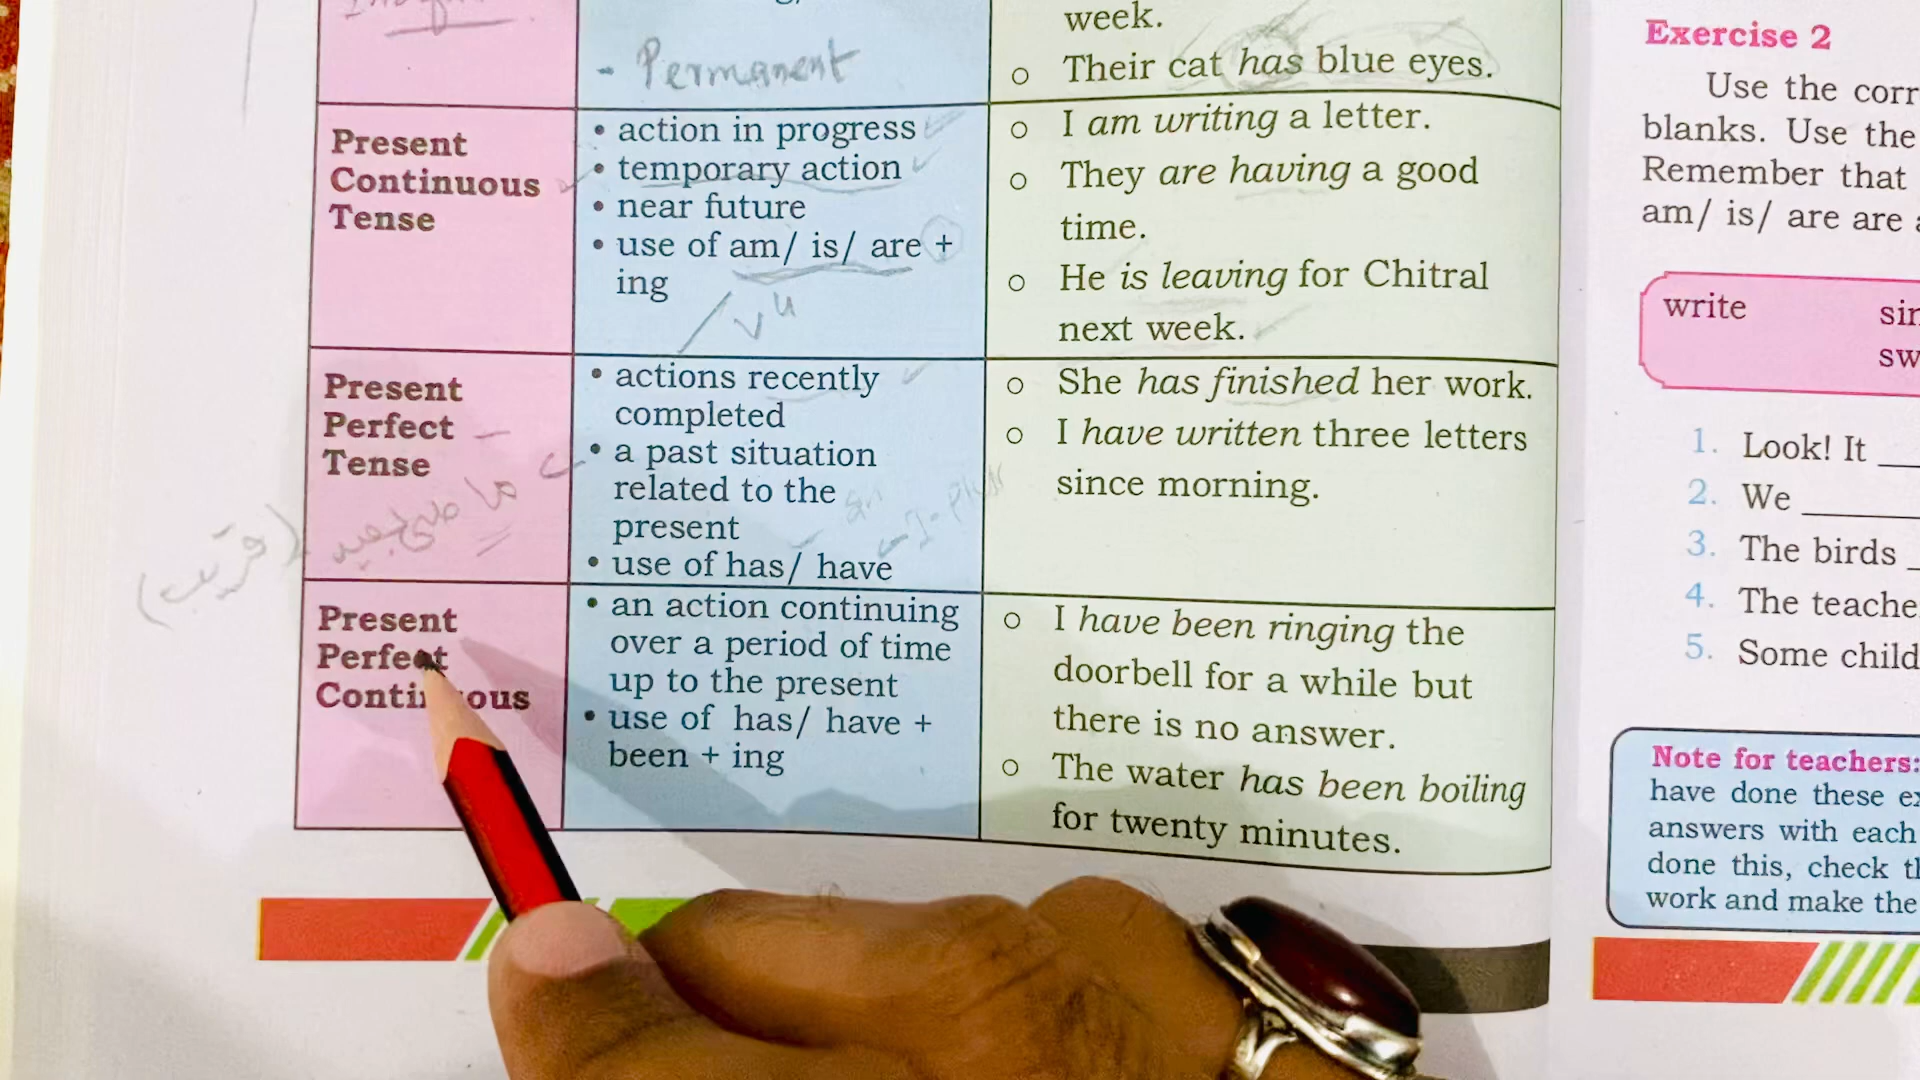 week.
- Permanent
Their cat has blue eyes.
Present
Continuous
Tense
• action in progress
• temporary action
• near future
• use of am/ is/ are +
ing
I am writing a letter.
They are having a good
time.
He is leaving for Chitral
next week.
Present
Perfect
Tense
• actions recently
completed
• a past situation
related to the
present
• use of has/ have
She has finished her work.
I have written three letters
since morning.
ماضی بعید
(قریب)
Present
Perfect
Continuous
• an action continuing
over a period of time
up to the present
• use of has/ have +
been + ing
I have been ringing the
doorbell for a while but
there is no answer.
The water has been boiling
for twenty minutes.
Exercise 2
Use the corr
blanks. Use the
Remember that
am/ is/ are are
write
1. Look! It
2. We
3. The birds
4. The teache
5. Some child
Note for teachers:
have done these ex
answers with each
done this, check th
work and make the